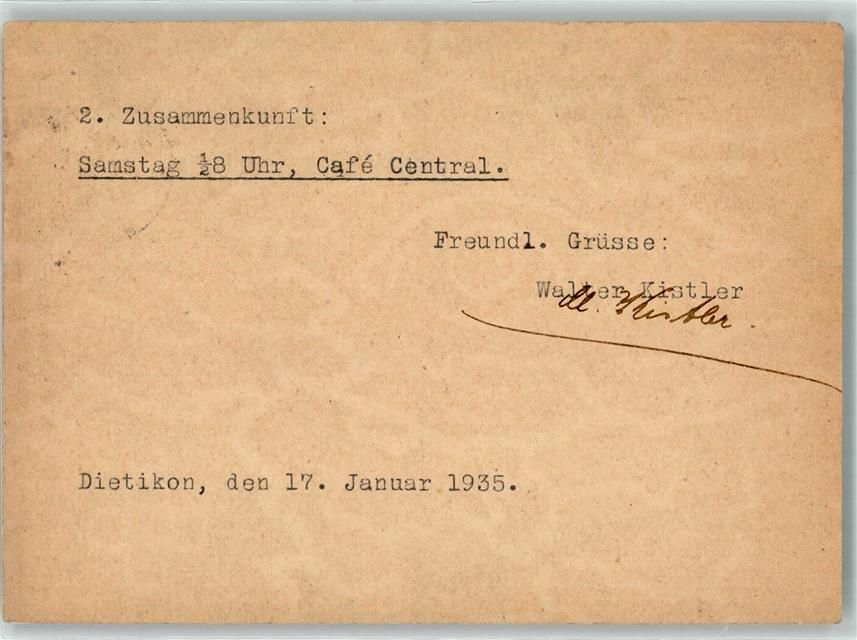 2. Zusammenkunft:
Samstag ½8 Uhr, Café Central.
Freundl. Grüsse:
Walter Kistler
W. Kistler.
Dietikon, den 17. Januar 1935.